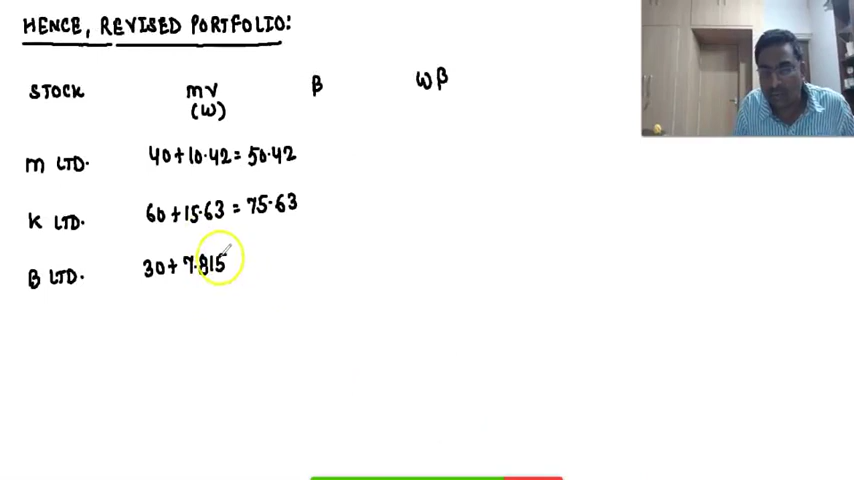 HENCE, REVISED PORTFOLIO:
STOCK MV β Wβ
(W)
M LTD. 40+10.42=50.42
K LTD. 60+15.63=75.63
B LTD. 30+7.815